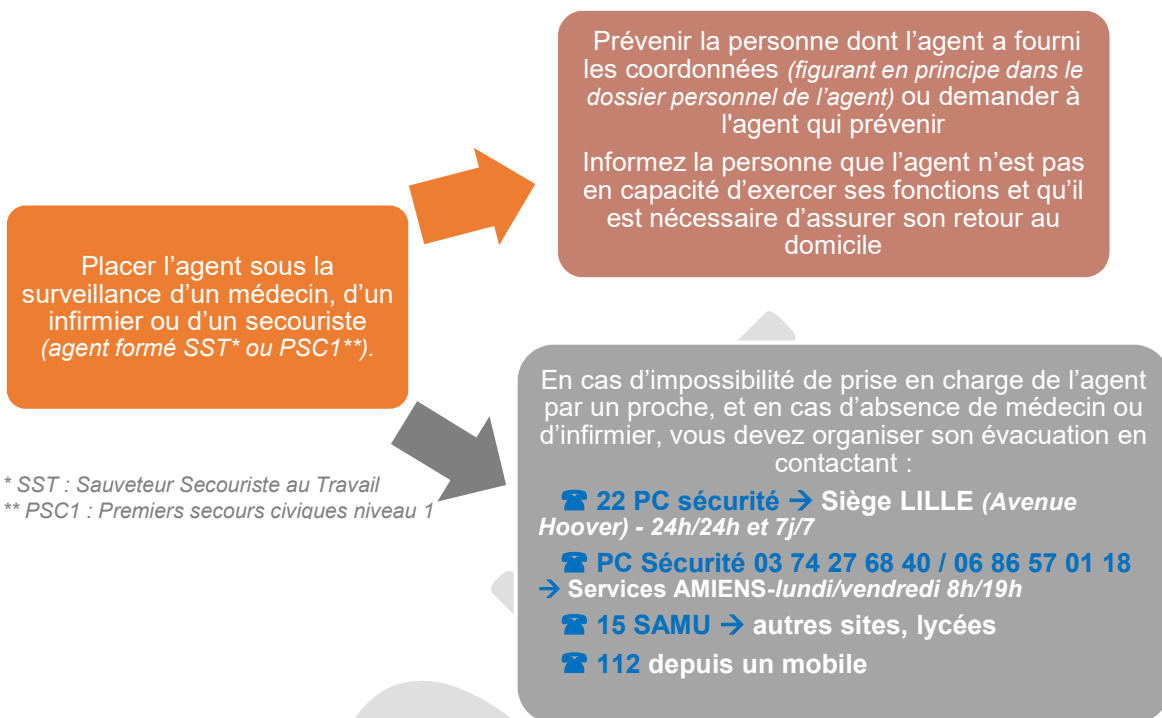 Prévenir la personne dont l’agent a fourni
les coordonnées (figurant en principe dans le
dossier personnel de l’agent) ou demander à
l'agent qui prévenir
Informez la personne que l’agent n’est pas
en capacité d’exercer ses fonctions et qu’il
est nécessaire d’assurer son retour au
domicile
Placer l’agent sous la
surveillance d’un médecin, d’un
infirmier ou d’un secouriste
(agent formé SST* ou PSC1**).
* SST : Sauveteur Secouriste au Travail
** PSC1 : Premiers secours civiques niveau 1
En cas d’impossibilité de prise en charge de l’agent
par un proche, et en cas d’absence de médecin ou
d’infirmier, vous devez organiser son évacuation en
contactant :
☎ 22 PC sécurité → Siège LILLE (Avenue
Hoover) - 24h/24h et 7j/7
☎ PC Sécurité 03 74 27 68 40 / 06 86 57 01 18
→ Services AMIENS-lundi/vendredi 8h/19h
☎ 15 SAMU → autres sites, lycées
☎ 112 depuis un mobile